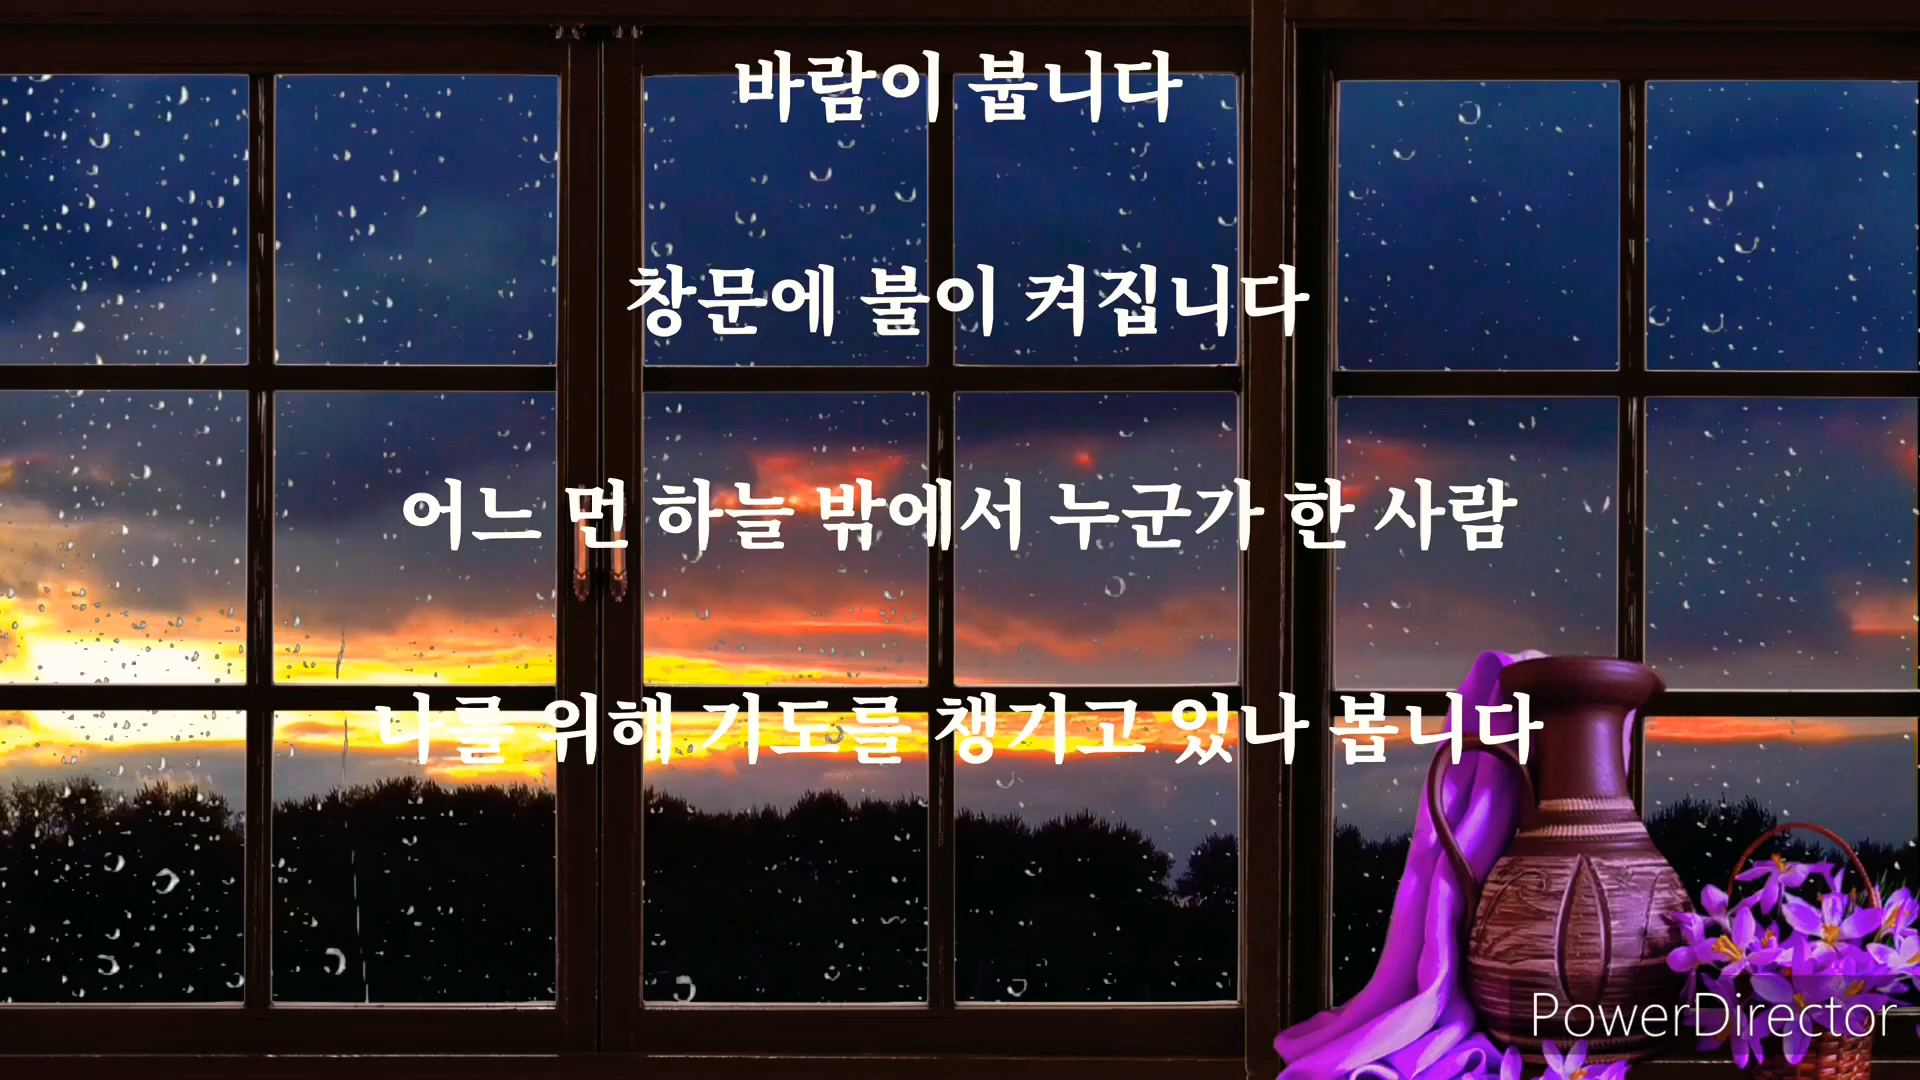 바람이 붑니다
창문에 불이 켜집니다
어느 먼 하늘 밖에서 누군가 한 사람
나를 위해 기도를 챙기고 있나 봅니다
PowerDirector